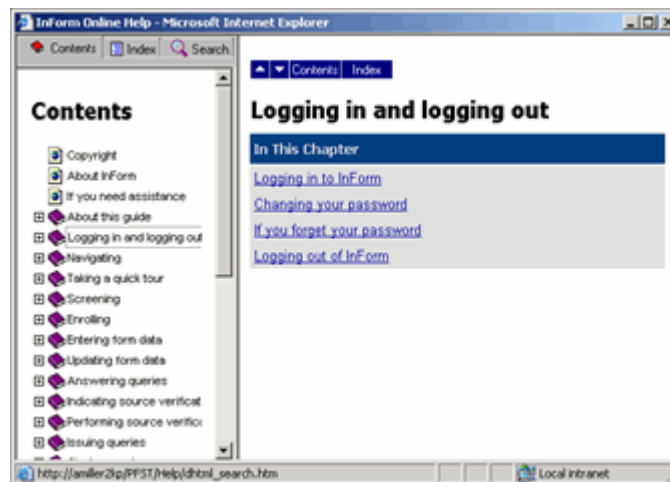 InForm Online Help - Microsoft Internet Explorer
Contents Index Search
Contents
Copyright
About InForm
If you need assistance
About this guide
Logging in and logging out
Navigating
Taking a quick tour
Screening
Enrolling
Entering form data
Updating form data
Answering queries
Indicating source verificat
Performing source verific
Issuing queries
Contents Index
Logging in and logging out
In This Chapter
Logging in to InForm
Changing your password
If you forget your password
Logging out of InForm
http://amiller2kp/PFST/Help/dhtml_search.htm
Local intranet